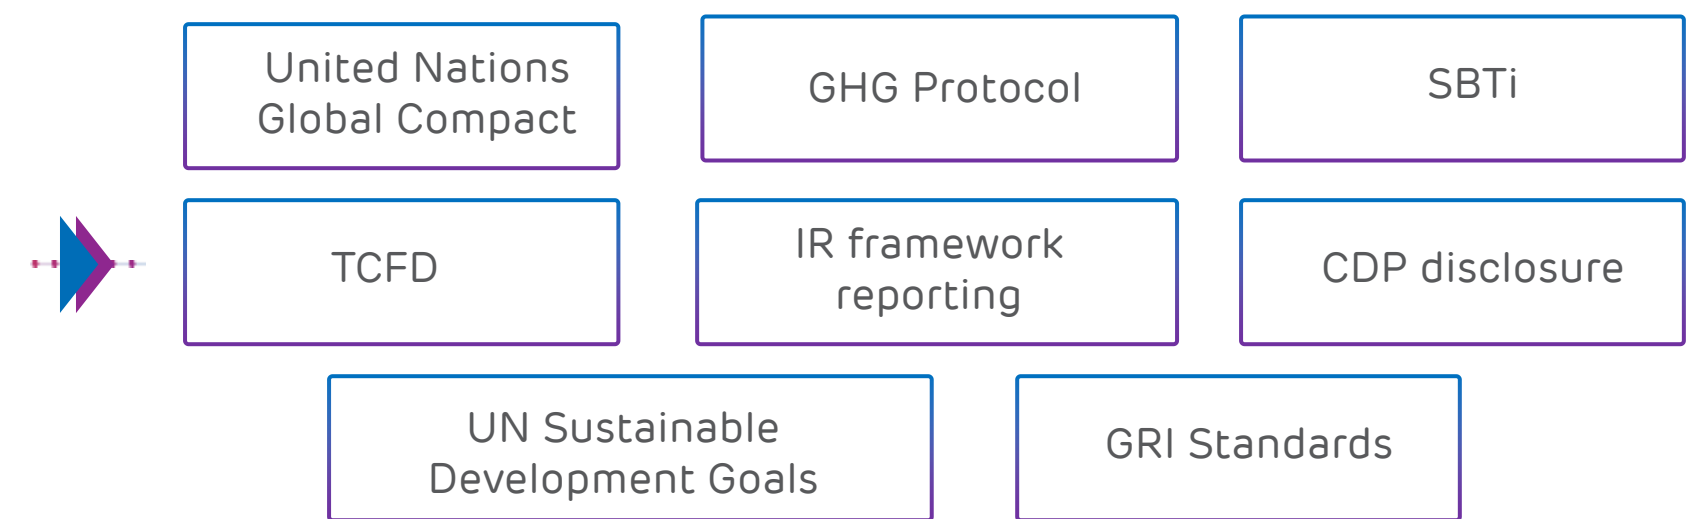 United Nations
Global Compact
GHG Protocol
SBTi
TCFD
IR framework
reporting
CDP disclosure
UN Sustainable
Development Goals
GRI Standards